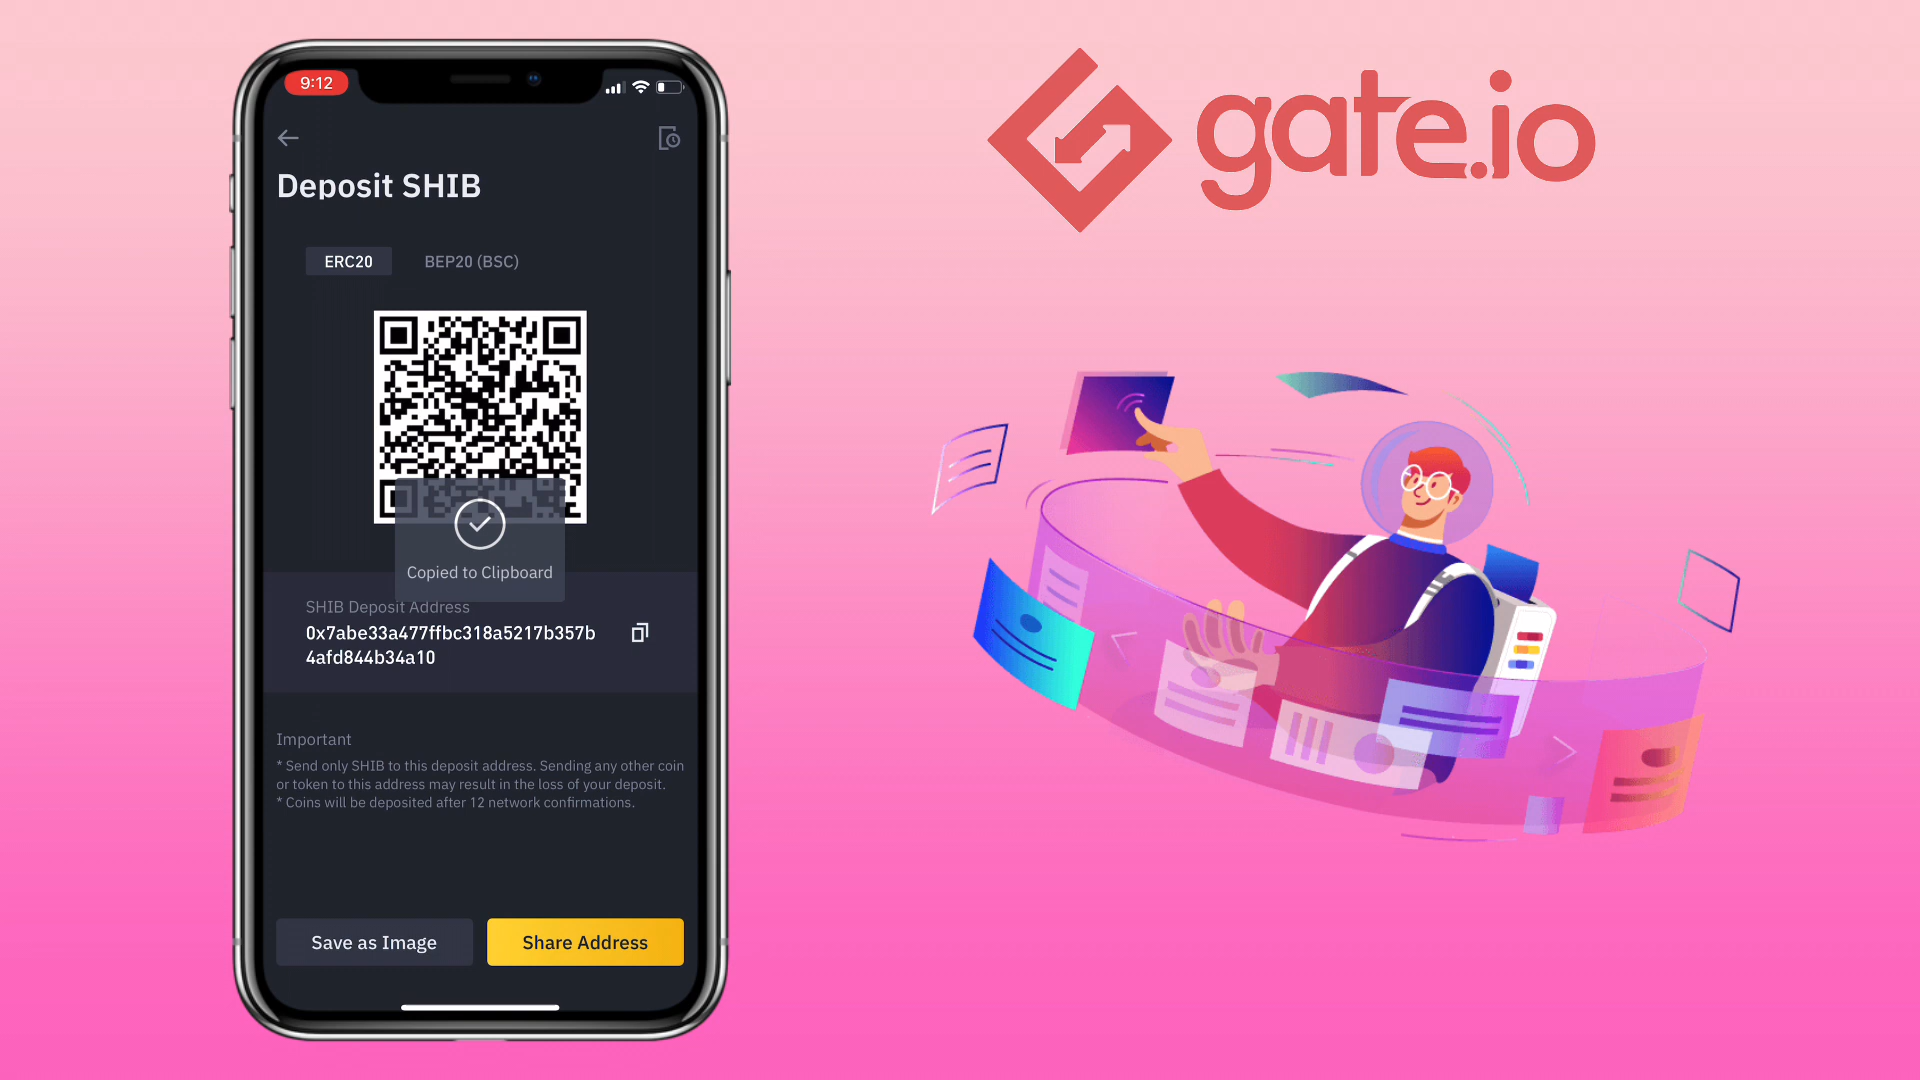 9:12
Deposit SHIB
ERC20 BEP20 (BSC)
Copied to Clipboard
SHIB Deposit Address
0x7abe33a477ffbc318a5217b357b
4afd844b34a10
Important
* Send only SHIB to this deposit address. Sending any other coin
or token to this address may result in the loss of your deposit.
* Coins will be deposited after 12 network confirmations.
Save as Image Share Address
gate.io